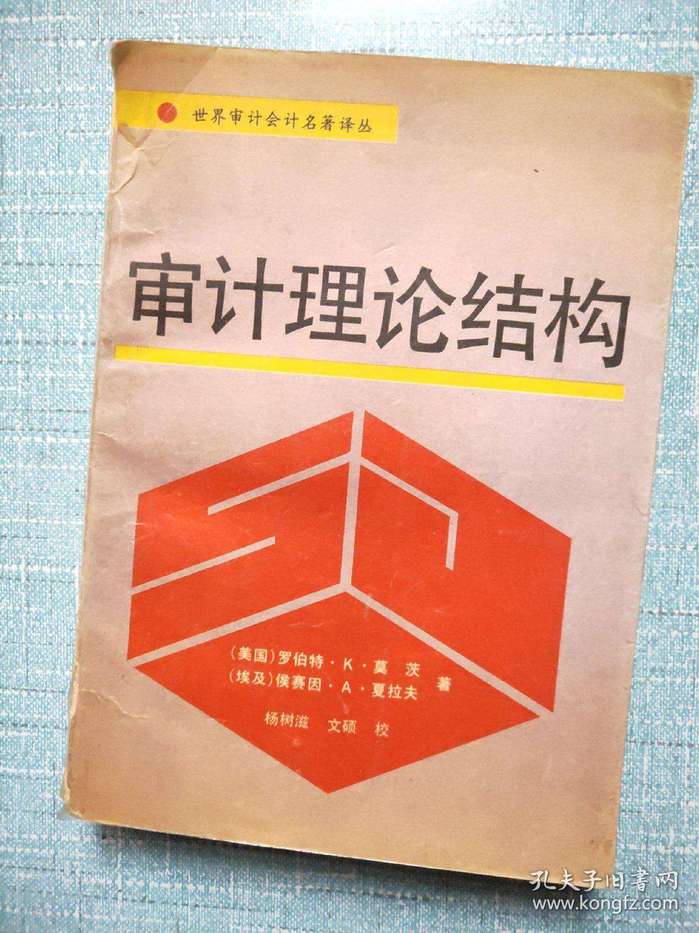 世界审计会计名著译丛
审计理论结构
（美国）罗伯特·K·莫 茨
（埃及）侯赛因·A·夏拉夫 著
杨树滋 文硕 校
孔夫子旧书网
www.kongfz.com